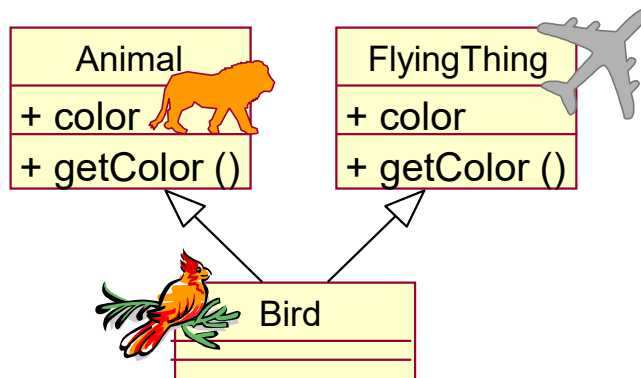 Animal
+ color
+ getColor ()
FlyingThing
+ color
+ getColor ()
Bird